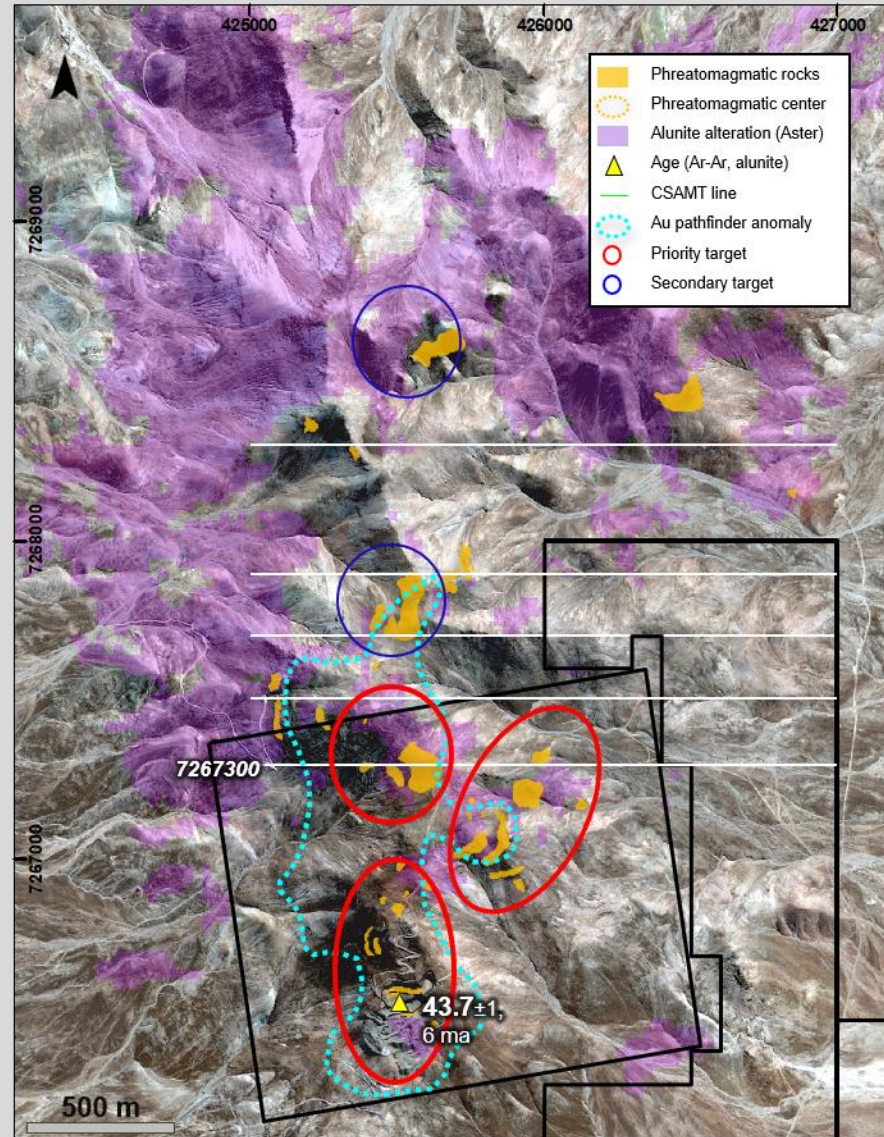 425000
426000
427000
Phreatomagmatic rocks
Phreatomagmatic center
Alunite alteration (Aster)
Age (Ar-Ar, alunite)
CSAMT line
Au pathfinder anomaly
Priority target
Secondary target
7269000
7268000
7267300
7267000
43.7±1,
6 ma
500 m